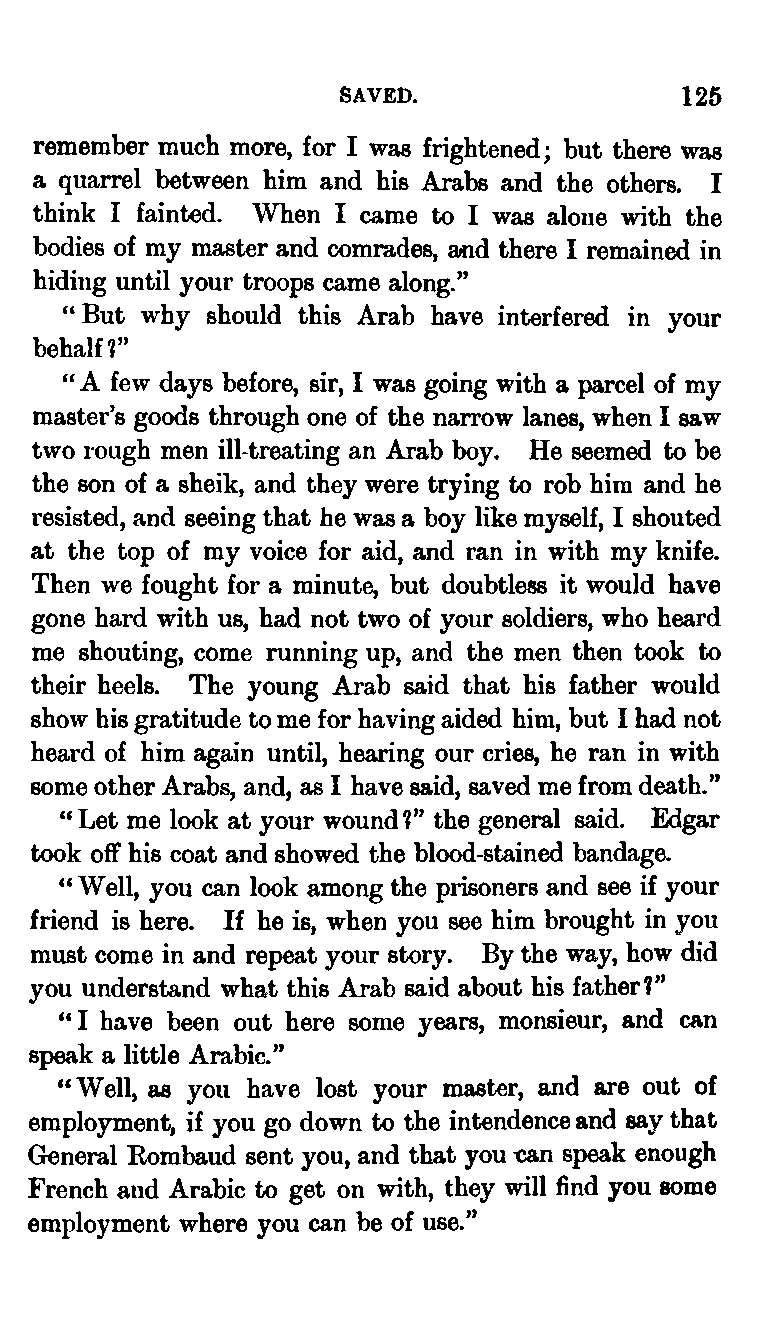 SAVED. 125
remember much more, for I was frightened; but there was
a quarrel between him and his Arabs and the others. I
think I fainted. When I came to I was alone with the
bodies of my master and comrades, and there I remained in
hiding until your troops came along."
"But why should this Arab have interfered in your
behalf?"
"A few days before, sir, I was going with a parcel of my
master's goods through one of the narrow lanes, when I saw
two rough men ill-treating an Arab boy. He seemed to be
the son of a sheik, and they were trying to rob him and he
resisted, and seeing that he was a boy like myself, I shouted
at the top of my voice for aid, and ran in with my knife.
Then we fought for a minute, but doubtless it would have
gone hard with us, had not two of your soldiers, who heard
me shouting, come running up, and the men then took to
their heels. The young Arab said that his father would
show his gratitude to me for having aided him, but I had not
heard of him again until, hearing our cries, he ran in with
some other Arabs, and, as I have said, saved me from death."
"Let me look at your wound?" the general said. Edgar
took off his coat and showed the blood-stained bandage.
"Well, you can look among the prisoners and see if your
friend is here. If he is, when you see him brought in you
must come in and repeat your story. By the way, how did
you understand what this Arab said about his father?"
"I have been out here some years, monsieur, and can
speak a little Arabic."
"Well, as you have lost your master, and are out of
employment, if you go down to the intendence and say that
General Rombaud sent you, and that you can speak enough
French and Arabic to get on with, they will find you some
employment where you can be of use."